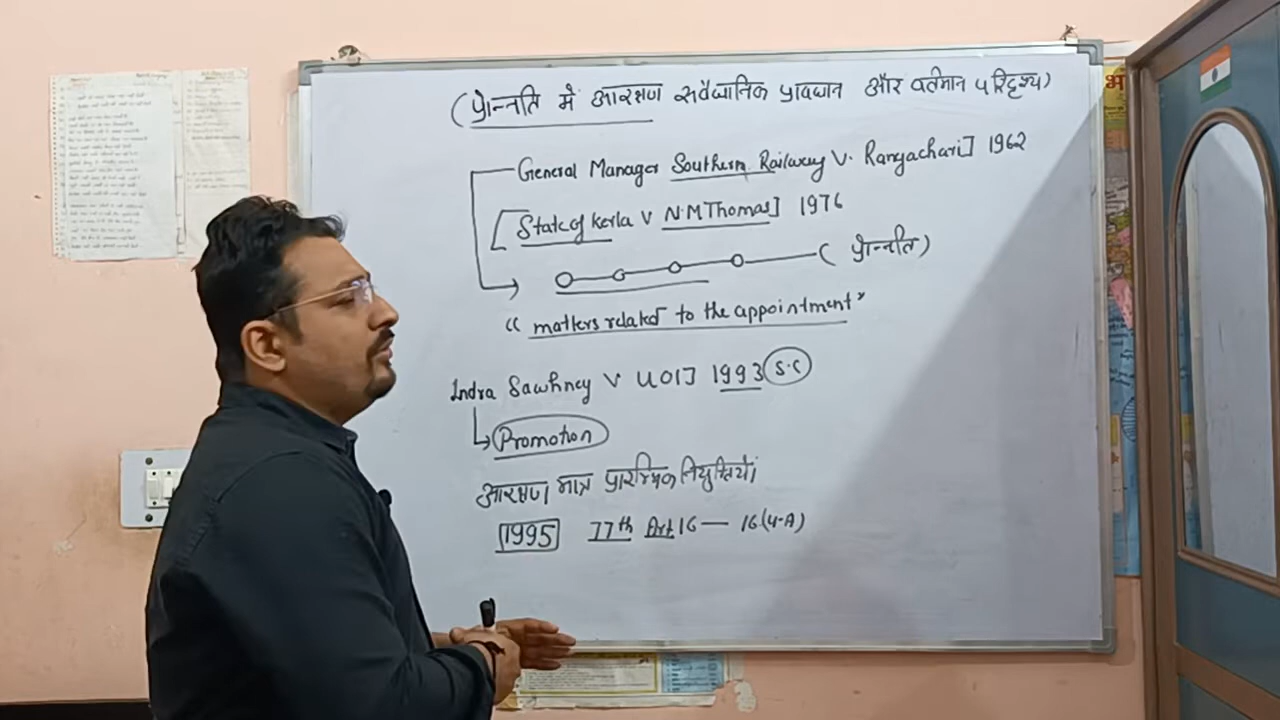 (प्रोन्नति में आरक्षण सवैधानिक प्रावधान और वर्तमान परिदृश्य)
General Manager Southern Railway V. Rangachari] 1962
[State of Kerla V N.M Thomas] 1976
( प्रोन्नति)
“ matters related to the appointment”
Indra Sawhney V UOI] 1993 S.C
Promotion
आरक्षण मात्र प्रारम्भिक नियुक्तियों
1995 77th Art 16 — 16(4-A)